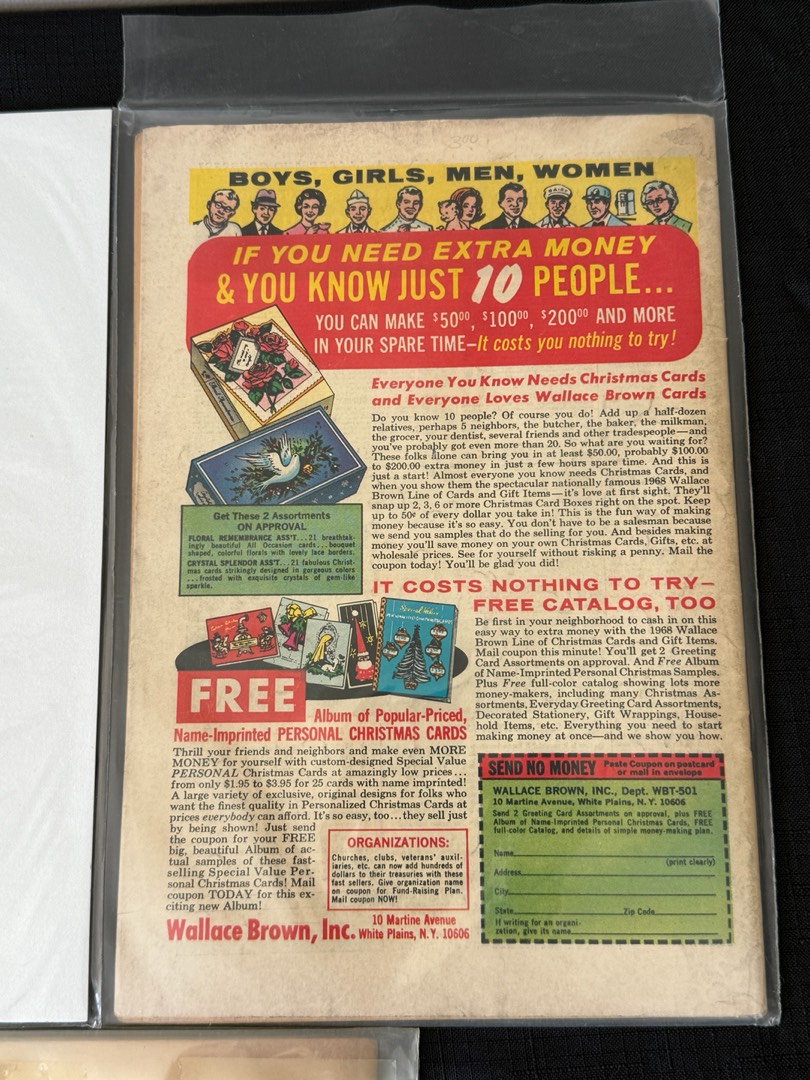 300
BOYS, GIRLS, MEN, WOMEN
DAIRY
IF YOU NEED EXTRA MONEY
& YOU KNOW JUST 10 PEOPLE...
YOU CAN MAKE $50⁰⁰, $100⁰⁰, $200⁰⁰ AND MORE
IN YOUR SPARE TIME–It costs you nothing to try!
Everyone You Know Needs Christmas Cards
and Everyone Loves Wallace Brown Cards
Do you know 10 people? Of course you do! Add up a half-dozen
relatives, perhaps 5 neighbors, the butcher, the baker, the milkman,
the grocer, your dentist, several friends and other tradespeople—and
you've probably got even more than 20. So what are you waiting for?
These folks alone can bring you in at least $50.00, probably $100.00
to $200.00 extra money in just a few hours spare time. And this is
just a start! Almost everyone you know needs Christmas Cards, and
when you show them the spectacular nationally famous 1968 Wallace
Brown Line of Cards and Gift Items—it's love at first sight. They'll
snap up 2, 3, 6 or more Christmas Card Boxes right on the spot. Keep
up to 50¢ of every dollar you take in! This is the fun way of making
money because it's so easy. You don't have to be a salesman because
we send you samples that do the selling for you. And besides making
money you'll save money on your own Christmas Cards, Gifts, etc. at
wholesale prices. See for yourself without risking a penny. Mail the
coupon today! You'll be glad you did!
Get These 2 Assortments
ON APPROVAL
FLORAL REMEMBRANCE ASS'T...21 breathtak-
ingly beautiful All Occasion cards...bouquet
shaped, colorful florals with lovely lace borders.
CRYSTAL SPLENDOR ASS'T...21 fabulous Christ-
mas cards strikingly designed in gorgeous colors
...frosted with exquisite crystals of gem-like
sparkle.
IT COSTS NOTHING TO TRY–
FREE CATALOG, TOO
Be first in your neighborhood to cash in on this
easy way to extra money with the 1968 Wallace
Brown Line of Christmas Cards and Gift Items.
Mail coupon this minute! You'll get 2 Greeting
Card Assortments on approval. And Free Album
of Name-Imprinted Personal Christmas Samples.
Plus Free full-color catalog showing lots more
money-makers, including many Christmas As-
sortments, Everyday Greeting Card Assortments,
Decorated Stationery, Gift Wrappings, House-
hold Items, etc. Everything you need to start
making money at once—and we show you how.
Special Value
FREE
Album of Popular-Priced,
Name-Imprinted PERSONAL CHRISTMAS CARDS
Thrill your friends and neighbors and make even MORE
MONEY for yourself with custom-designed Special Value
PERSONAL Christmas Cards at amazingly low prices...
from only $1.95 to $3.95 for 25 cards with name imprinted!
A large variety of exclusive, original designs for folks who
want the finest quality in Personalized Christmas Cards at
prices everybody can afford. It's so easy, too...they sell just
by being shown! Just send
the coupon for your FREE
big, beautiful Album of ac-
tual samples of these fast-
selling Special Value Per-
sonal Christmas Cards! Mail
coupon TODAY for this ex-
citing new Album!
ORGANIZATIONS:
Churches, clubs, veterans' auxil-
iaries, etc. can now add hundreds of
dollars to their treasuries with these
fast sellers. Give organization name
on coupon for Fund-Raising Plan.
Mail coupon NOW!
Wallace Brown, Inc. 10 Martine Avenue
White Plains, N.Y. 10606
SEND NO MONEY Paste Coupon on postcard
or mail in envelope
WALLACE BROWN, INC., Dept. WBT-501
10 Martine Avenue, White Plains, N. Y. 10606
Send 2 Greeting Card Assortments on approval, plus FREE
Album of Name-Imprinted Personal Christmas Cards, FREE
full-color Catalog, and details of simple money-making plan.
Name
(print clearly)
Address
City
State Zip Code
If writing for an organi-
zation, give its name